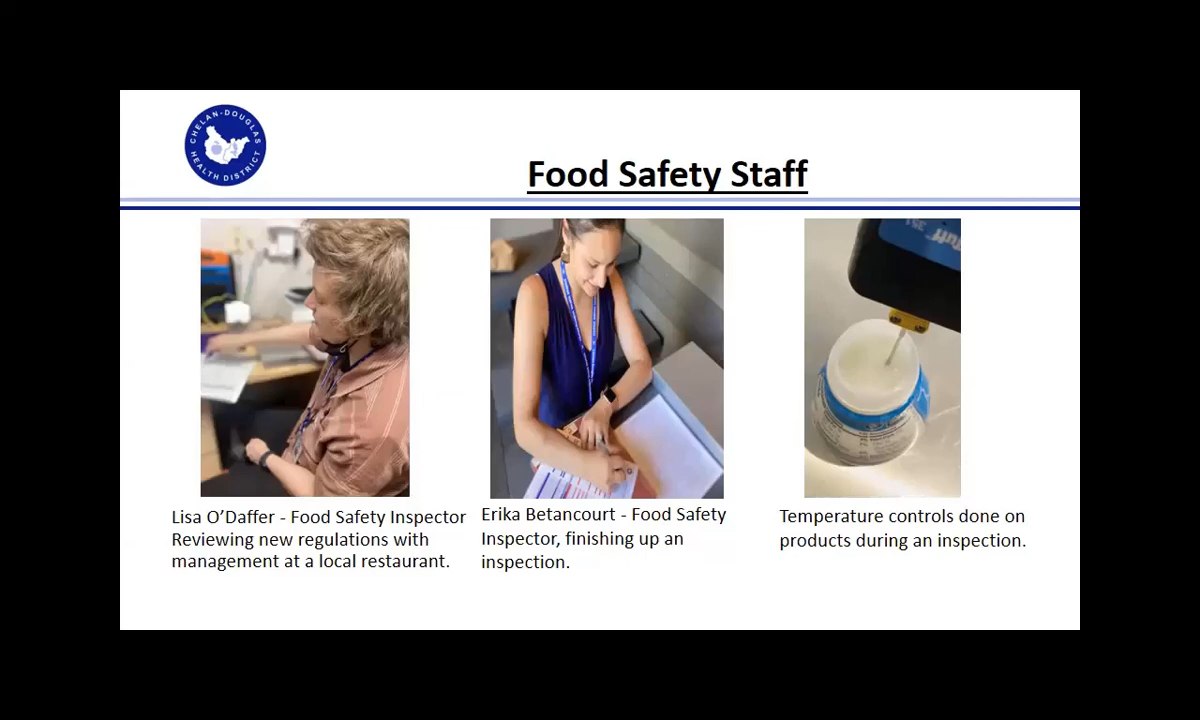 CHELAN-DOUGLAS
HEALTH DISTRICT
Food Safety Staff
Lisa O’Daffer - Food Safety Inspector
Reviewing new regulations with
management at a local restaurant.
Erika Betancourt - Food Safety
Inspector, finishing up an
inspection.
Temperature controls done on
products during an inspection.